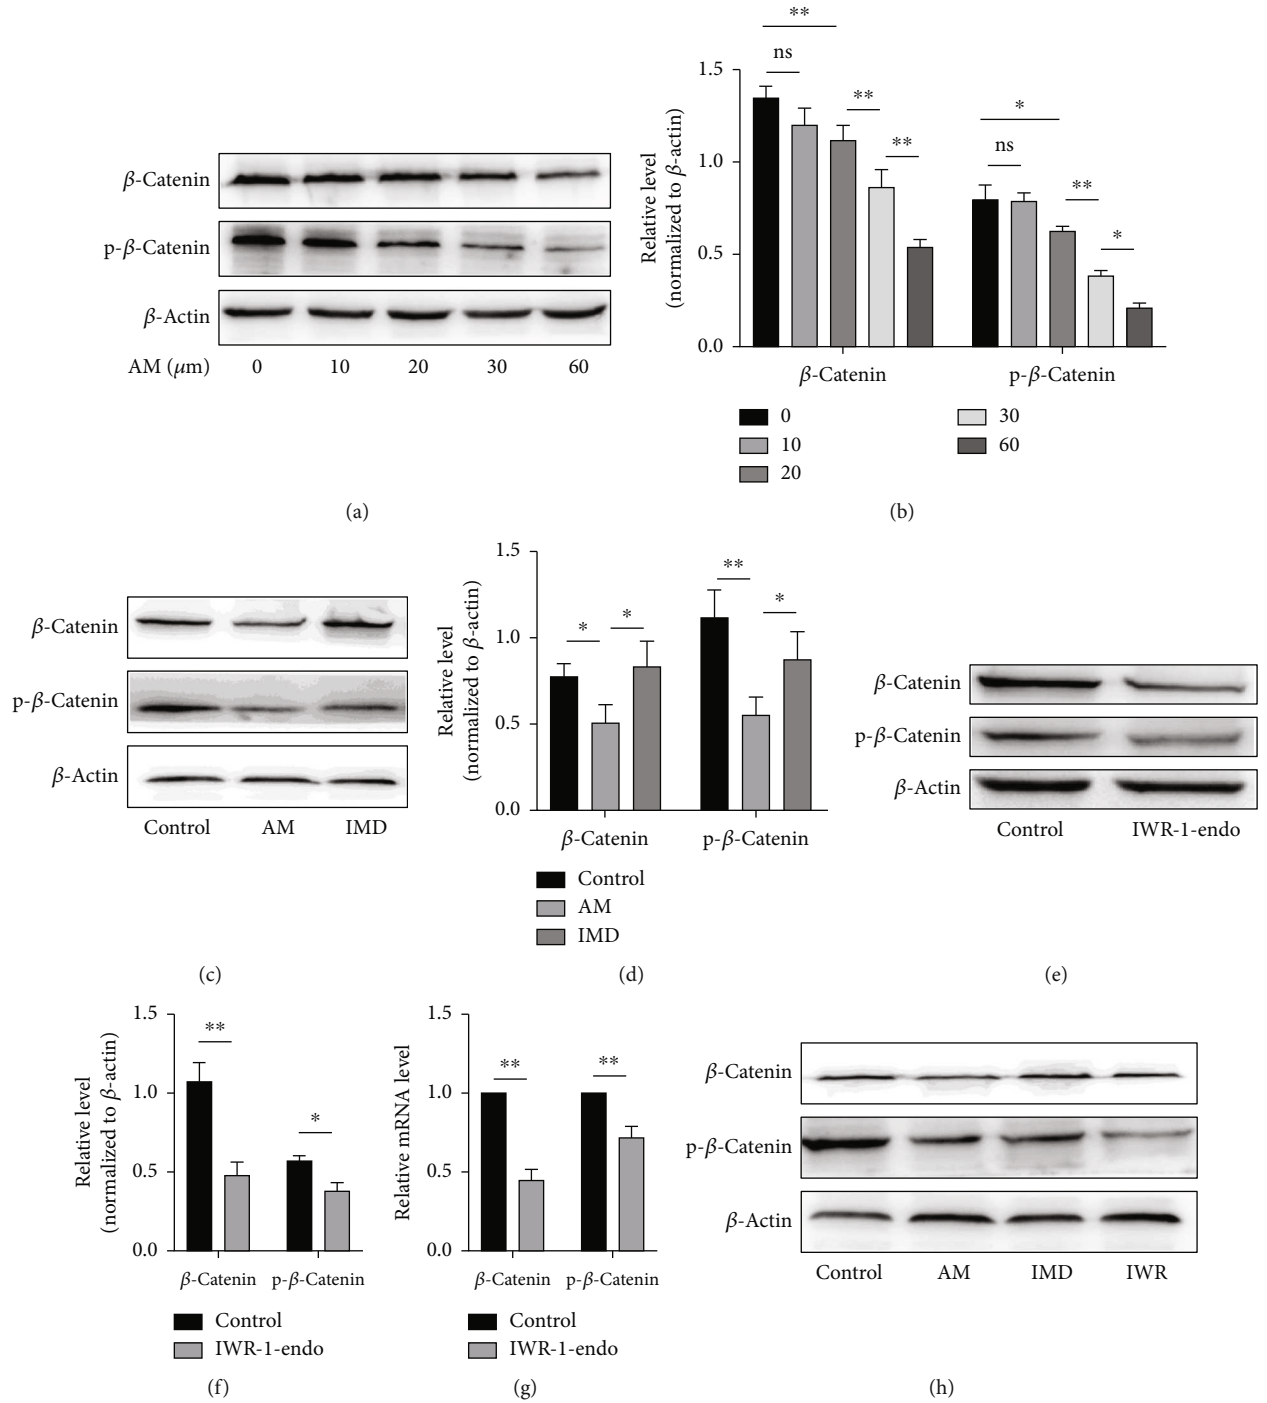 β-Catenin
p-β-Catenin
β-Actin
AM (μm) 0 10 20 30 60
(a)
Relative level
(normalized to β-actin)
1.5
1.0
0.5
0.0
**
ns
**
**
*
ns
**
*
β-Catenin p-β-Catenin
0 30
10 60
20
(b)
β-Catenin
p-β-Catenin
β-Actin
Control AM IMD
(c)
Relative level
(normalized to β-actin)
1.5
1.0
0.5
0.0
*
*
**
*
β-Catenin p-β-Catenin
Control
AM
IMD
(d)
β-Catenin
p-β-Catenin
β-Actin
Control IWR-1-endo
(e)
Relative level
(normalized to β-actin)
1.5
1.0
0.5
0.0
**
*
β-Catenin p-β-Catenin
Control
IWR-1-endo
(f)
Relative mRNA level
1.5
1.0
0.5
0.0
**
**
β-Catenin p-β-Catenin
Control
IWR-1-endo
(g)
β-Catenin
p-β-Catenin
β-Actin
Control AM IMD IWR
(h)